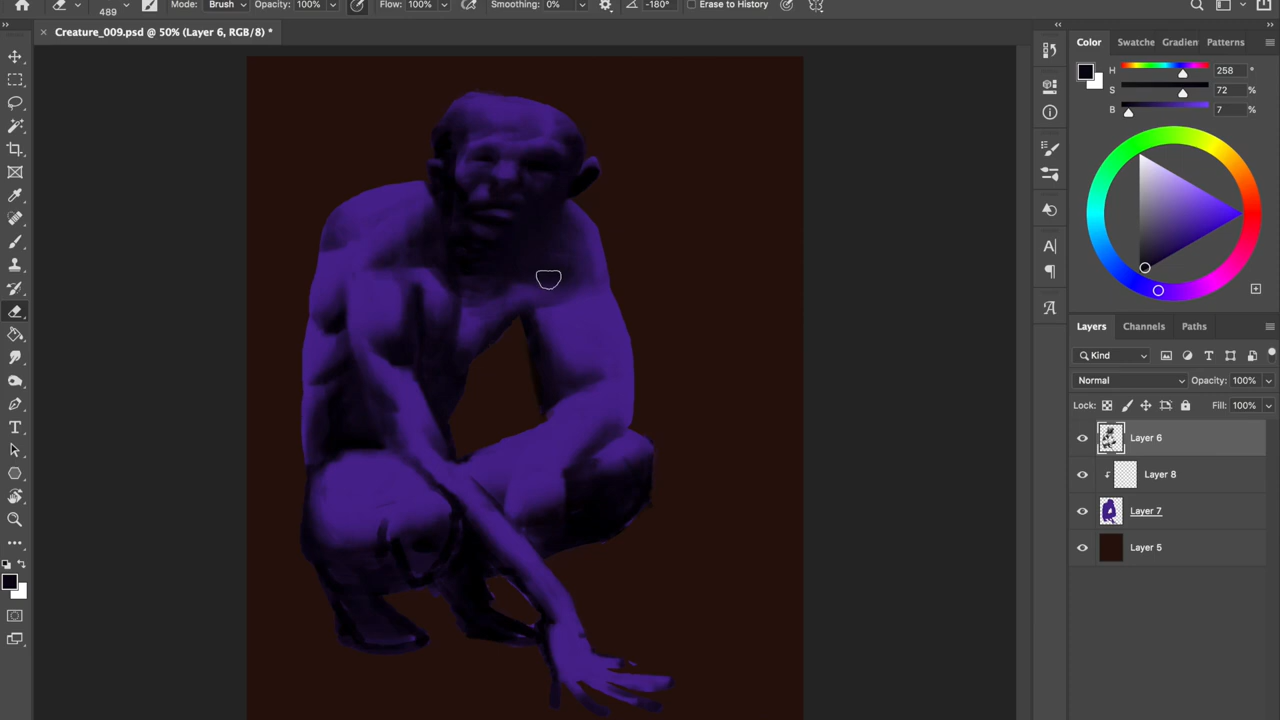 489 Mode: Brush Opacity: 100% Flow: 100% Smoothing: 0% -180° Erase to History
Creature_009.psd @ 50% (Layer 6, RGB/8) *
Color Swatche Gradien Patterns
H 258 °
S 72 %
B 7 %
A
A
Layers Channels Paths
Kind
Normal Opacity: 100%
Lock: Fill: 100%
Layer 6
Layer 8
Layer 7
Layer 5